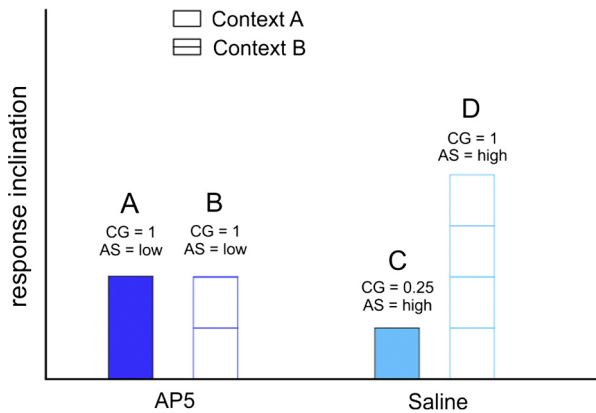 Context A
Context B
response inclination
A
CG = 1
AS = low
B
CG = 1
AS = low
C
CG = 0.25
AS = high
D
CG = 1
AS = high
AP5
Saline